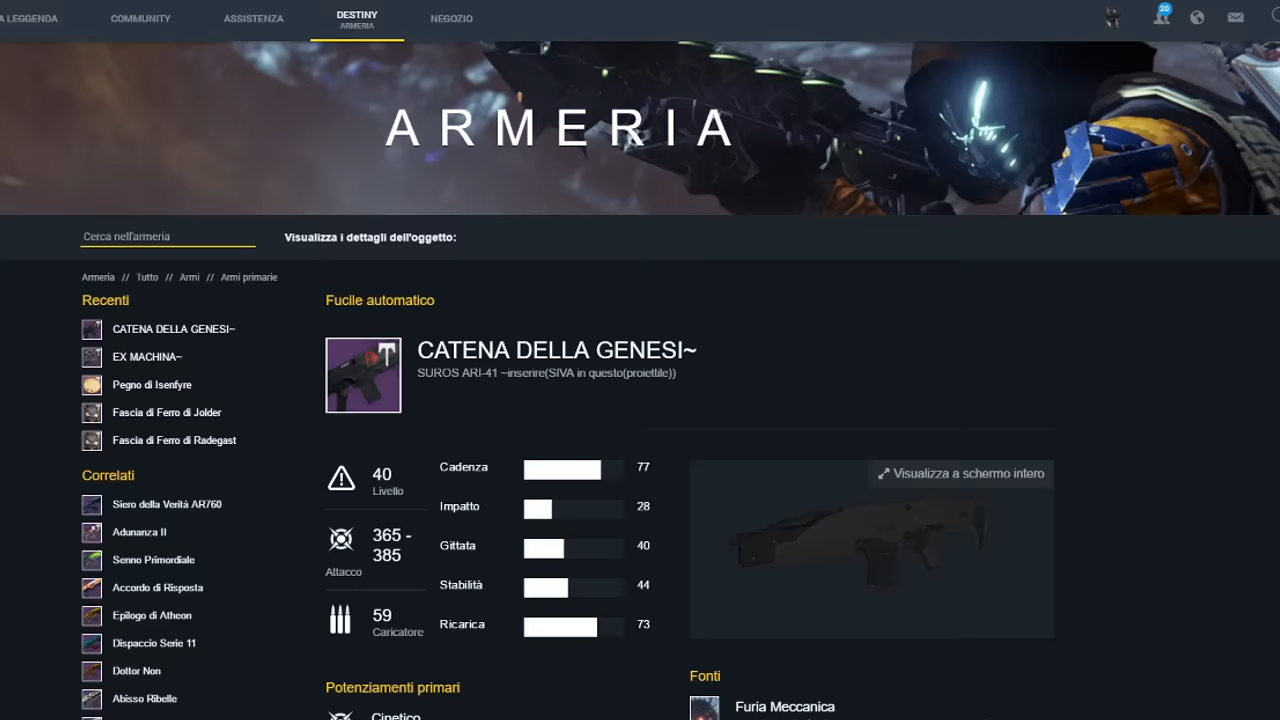 A LEGGENDA
COMMUNITY
ASSISTENZA
DESTINY
ARMERIA
NEGOZIO
20
ARMERIA
Cerca nell'armeria
Visualizza i dettagli dell'oggetto:
Armeria // Tutto // Armi // Armi primarie
Recenti
CATENA DELLA GENESI~
EX MACHINA~
Pegno di Isenfyre
Fascia di Ferro di Jolder
Fascia di Ferro di Radegast
Correlati
Siero della Verità AR760
Adunanza II
Senno Primordiale
Accordo di Risposta
Epilogo di Atheon
Dispaccio Serie 11
Dottor Non
Abisso Ribelle
Fucile automatico
CATENA DELLA GENESI~
SUROS ARI-41 ~inserire(SIVA in questo(proiettile))
40
Livello
365 -
385
Attacco
59
Caricatore
Cadenza 77
Impatto 28
Gittata 40
Stabilità 44
Ricarica 73
Visualizza a schermo intero
Potenziamenti primari
Cinetico
Fonti
Furia Meccanica